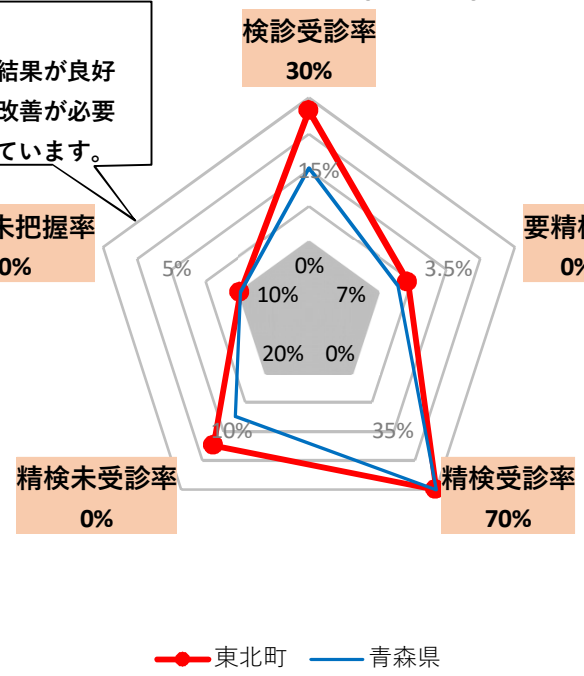 検診受診率
30%
結果が良好
改善が必要
ています。
15%
未把握率
0%
要精検
0%
5%
3.5%
0%
10%
7%
20%
0%
10%
35%
精検未受診率
0%
精検受診率
70%
東北町
青森県